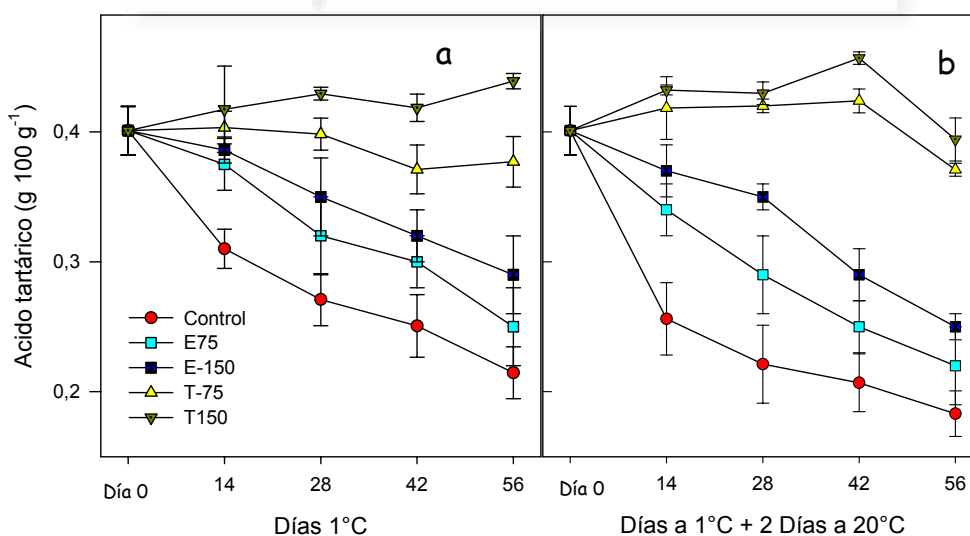 a
b
Acido tartárico (g 100 g-1)
0,4
0,3
0,2
Control
E75
E-150
T-75
T150
Día 0
14
28
42
56
Día 0
14
28
42
56
Días 1°C
Días a 1°C + 2 Días a 20°C